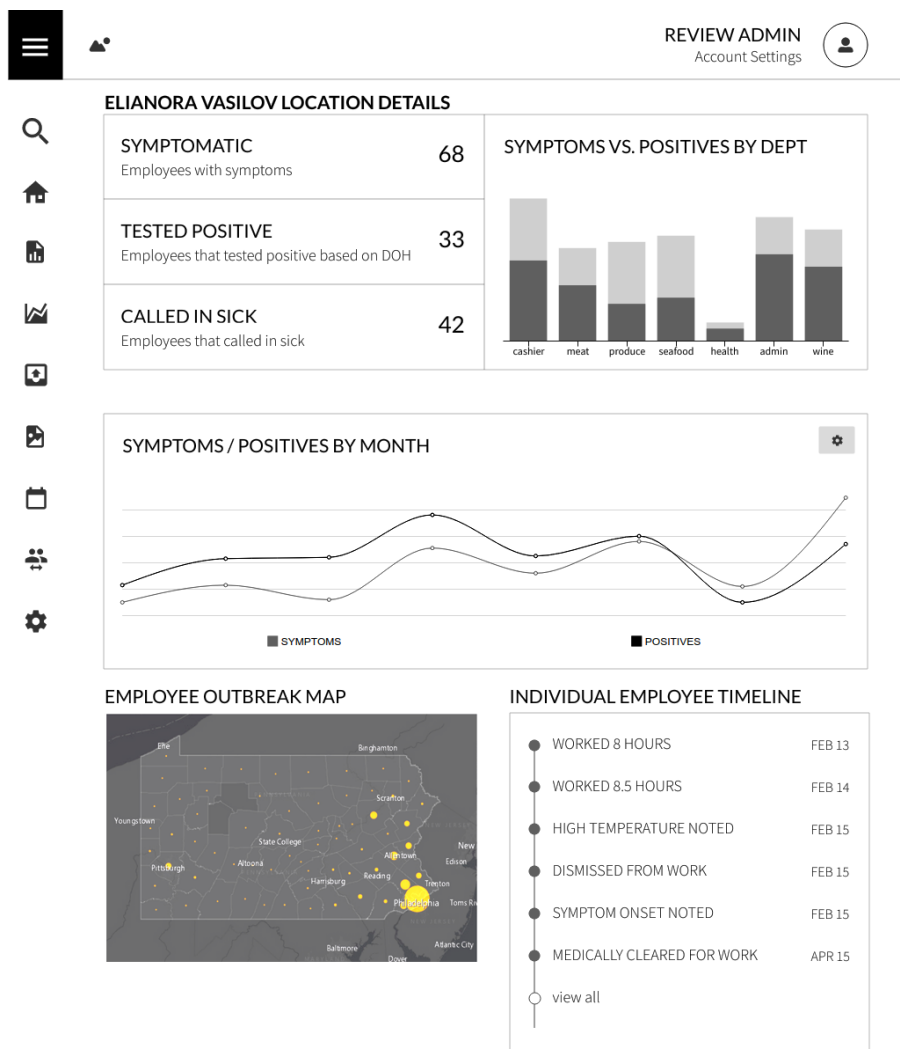 REVIEW ADMIN
Account Settings
ELIANORA VASILOV LOCATION DETAILS
SYMPTOMATIC
Employees with symptoms
68
TESTED POSITIVE
Employees that tested positive based on DOH
33
CALLED IN SICK
Employees that called in sick
42
SYMPTOMS VS. POSITIVES BY DEPT
cashier meat produce seafood health admin wine
SYMPTOMS / POSITIVES BY MONTH
SYMPTOMS POSITIVES
EMPLOYEE OUTBREAK MAP
Erie
Binghamton
Scranton
Youngstown
State College
New
Allentown
Edison
Pittsburgh
Altoona
Reading
Harrisburg
Trenton
Philadelphia
Toms
Baltimore
Atlantic City
Dover
INDIVIDUAL EMPLOYEE TIMELINE
WORKED 8 HOURS FEB 13
WORKED 8.5 HOURS FEB 14
HIGH TEMPERATURE NOTED FEB 15
DISMISSED FROM WORK FEB 15
SYMPTOM ONSET NOTED FEB 15
MEDICALLY CLEARED FOR WORK APR 15
view all